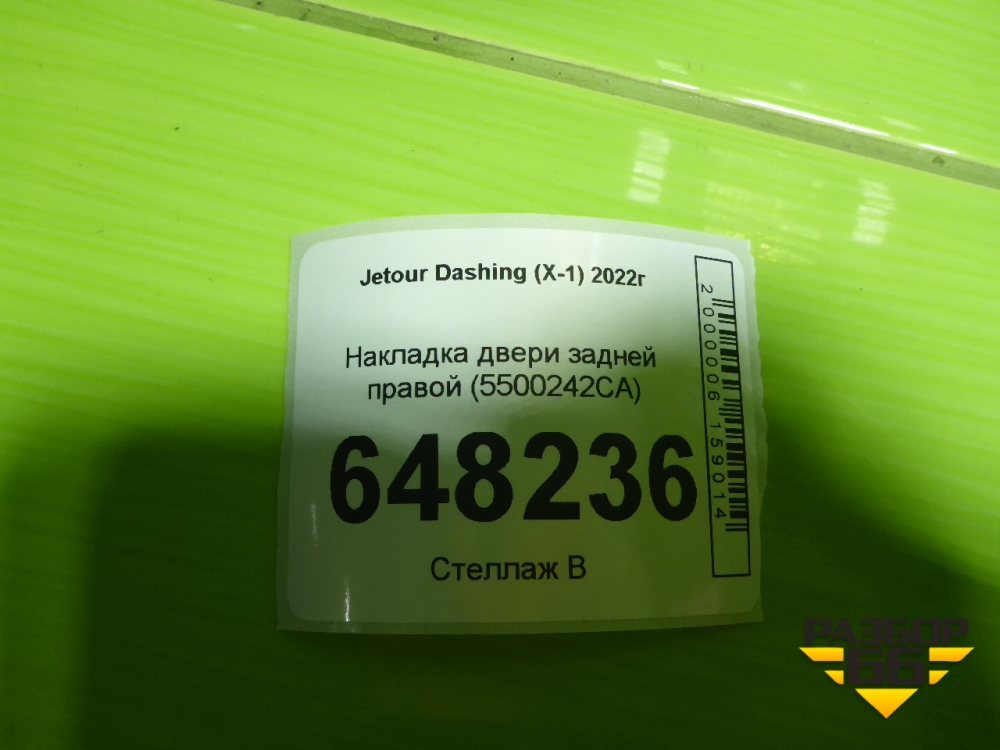 Jetour Dashing (X-1) 2022г
Накладка двери задней
правой (5500242CA)
648236
Стеллаж В
2000006159014
РАЗБОР
66